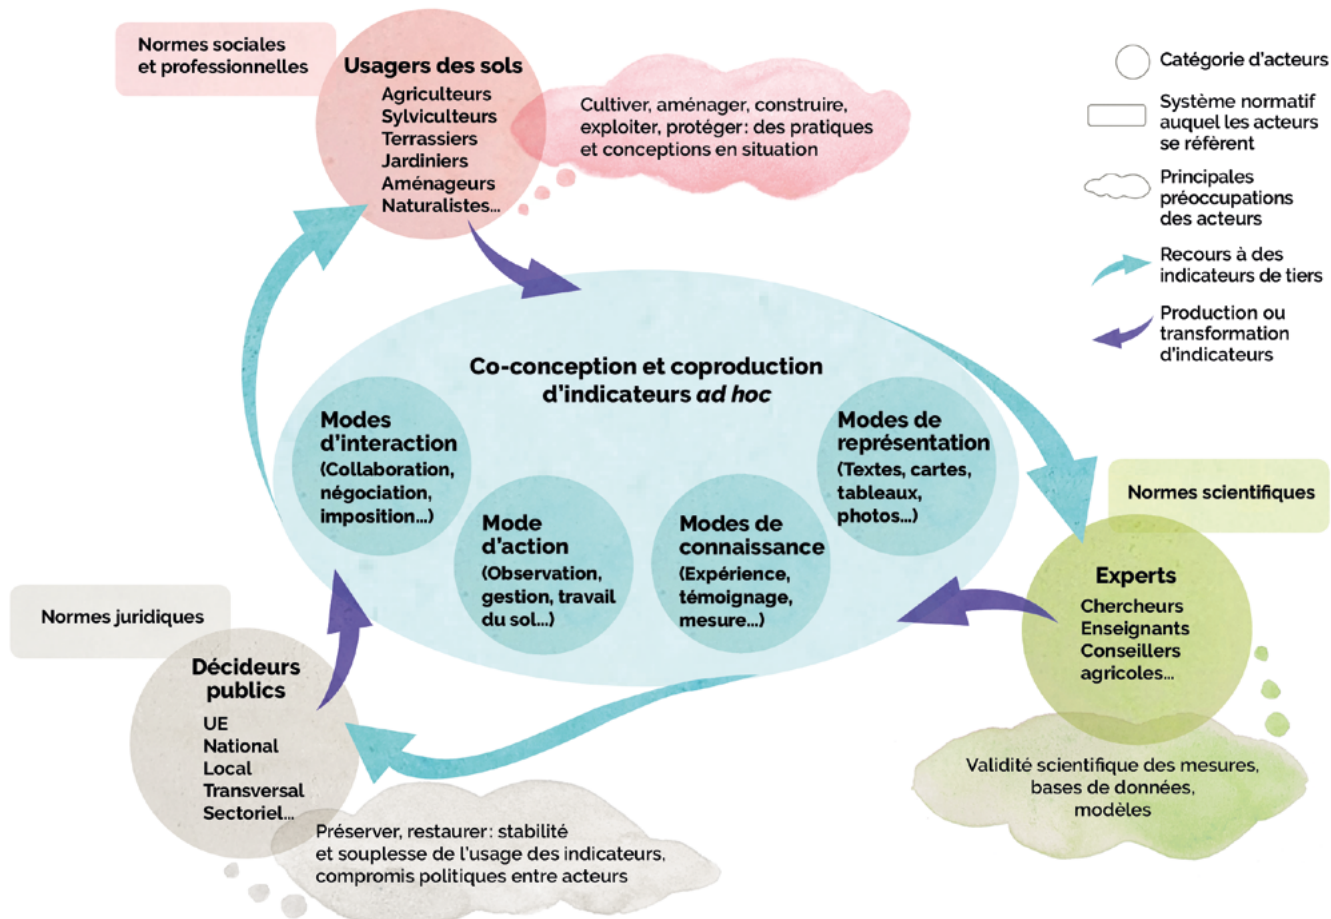 Normes sociales
et professionnelles
Usagers des sols
Agriculteurs
Sylviculteurs
Terrassiers
Jardiniers
Aménageurs
Naturalistes...
Cultiver, aménager, construire,
exploiter, protéger : des pratiques
et conceptions en situation
Catégorie d'acteurs
Système normatif
auquel les acteurs
se réfèrent
Principales
préoccupations
des acteurs
Recours à des
indicateurs de tiers
Production ou
transformation
d'indicateurs
Co-conception et coproduction
d'indicateurs ad hoc
Modes
d'interaction
(Collaboration,
négociation,
imposition...)
Mode
d'action
(Observation,
gestion, travail
du sol...)
Modes de
connaissance
(Expérience,
témoignage,
mesure...)
Modes de
représentation
(Textes, cartes,
tableaux,
photos...)
Normes scientifiques
Experts
Chercheurs
Enseignants
Conseillers
agricoles...
Validité scientifique des mesures,
bases de données,
modèles
Normes juridiques
Décideurs
publics
UE
National
Local
Transversal
Sectoriel...
Préserver, restaurer : stabilité
et souplesse de l'usage des indicateurs,
compromis politiques entre acteurs